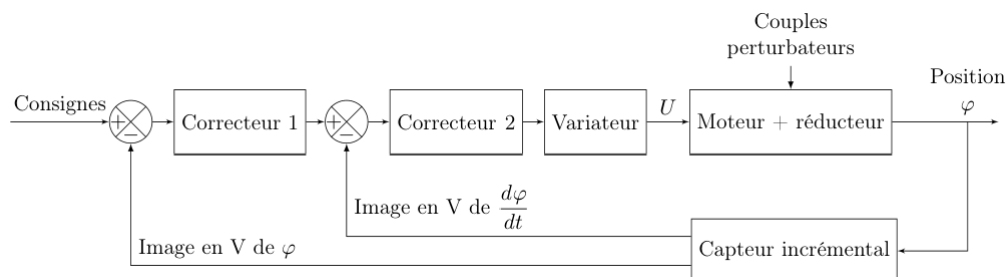 Couples
perturbateurs
Position
φ
Consignes
+
−
Correcteur 1
+
−
Correcteur 2
Variateur
U
Moteur + réducteur
Image en V de dφ/dt
Image en V de φ
Capteur incrémental